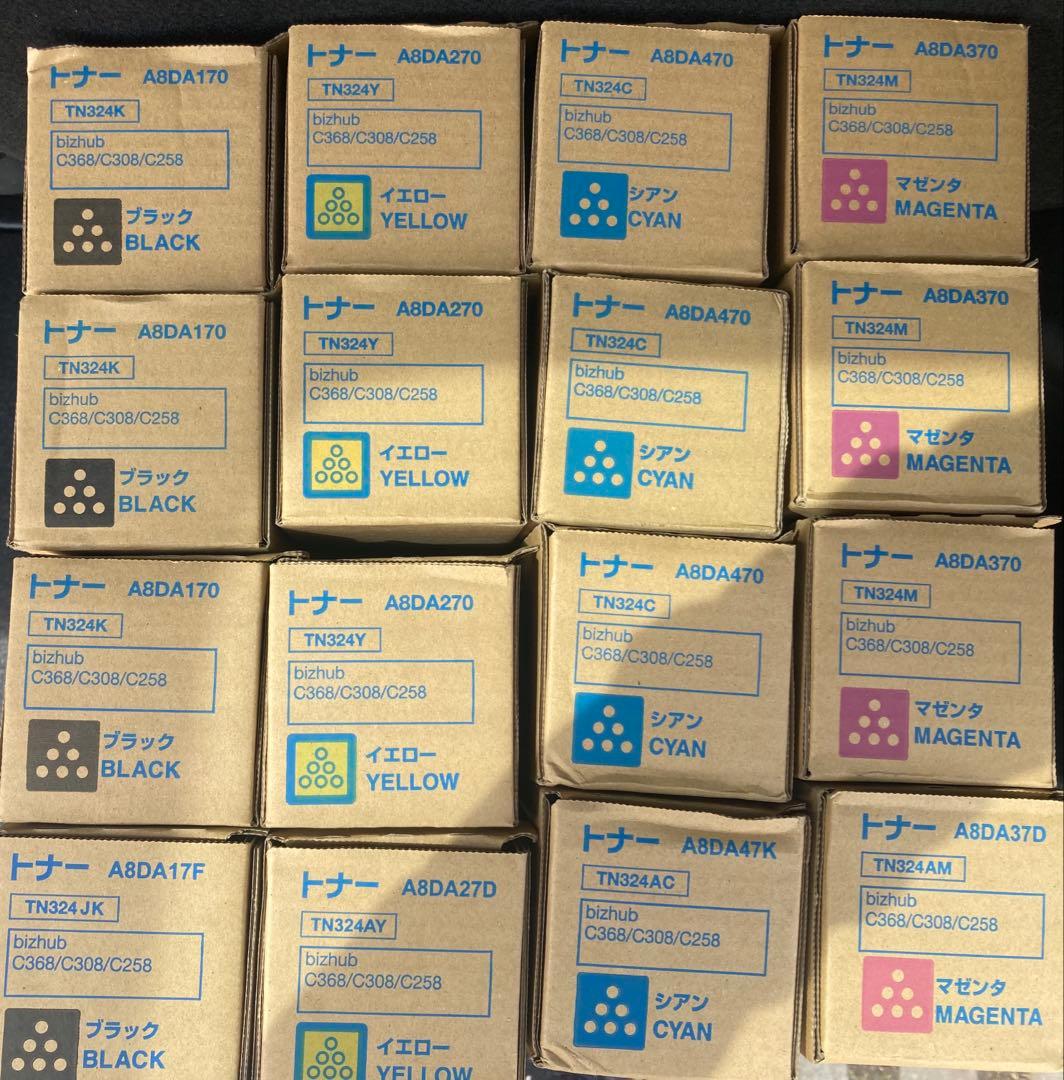 トナー A8DA170
TN324K
bizhub
C368/C308/C258
ブラック
BLACK
トナー A8DA270
TN324Y
bizhub
C368/C308/C258
イエロー
YELLOW
トナー A8DA470
TN324C
bizhub
C368/C308/C258
シアン
CYAN
トナー A8DA370
TN324M
bizhub
C368/C308/C258
マゼンタ
MAGENTA
トナー A8DA170
TN324K
bizhub
C368/C308/C258
ブラック
BLACK
トナー A8DA270
TN324Y
bizhub
C368/C308/C258
イエロー
YELLOW
トナー A8DA470
TN324C
bizhub
C368/C308/C258
シアン
CYAN
トナー A8DA370
TN324M
bizhub
C368/C308/C258
マゼンタ
MAGENTA
トナー A8DA170
TN324K
bizhub
C368/C308/C258
ブラック
BLACK
トナー A8DA270
TN324Y
bizhub
C368/C308/C258
イエロー
YELLOW
トナー A8DA470
TN324C
bizhub
C368/C308/C258
シアン
CYAN
トナー A8DA370
TN324M
bizhub
C368/C308/C258
マゼンタ
MAGENTA
トナー A8DA17F
TN324JK
bizhub
C368/C308/C258
ブラック
BLACK
トナー A8DA27D
TN324AY
bizhub
C368/C308/C258
イエロー
YELLOW
トナー A8DA47K
TN324AC
bizhub
C368/C308/C258
シアン
CYAN
トナー A8DA37D
TN324AM
bizhub
C368/C308/C258
マゼンタ
MAGENTA